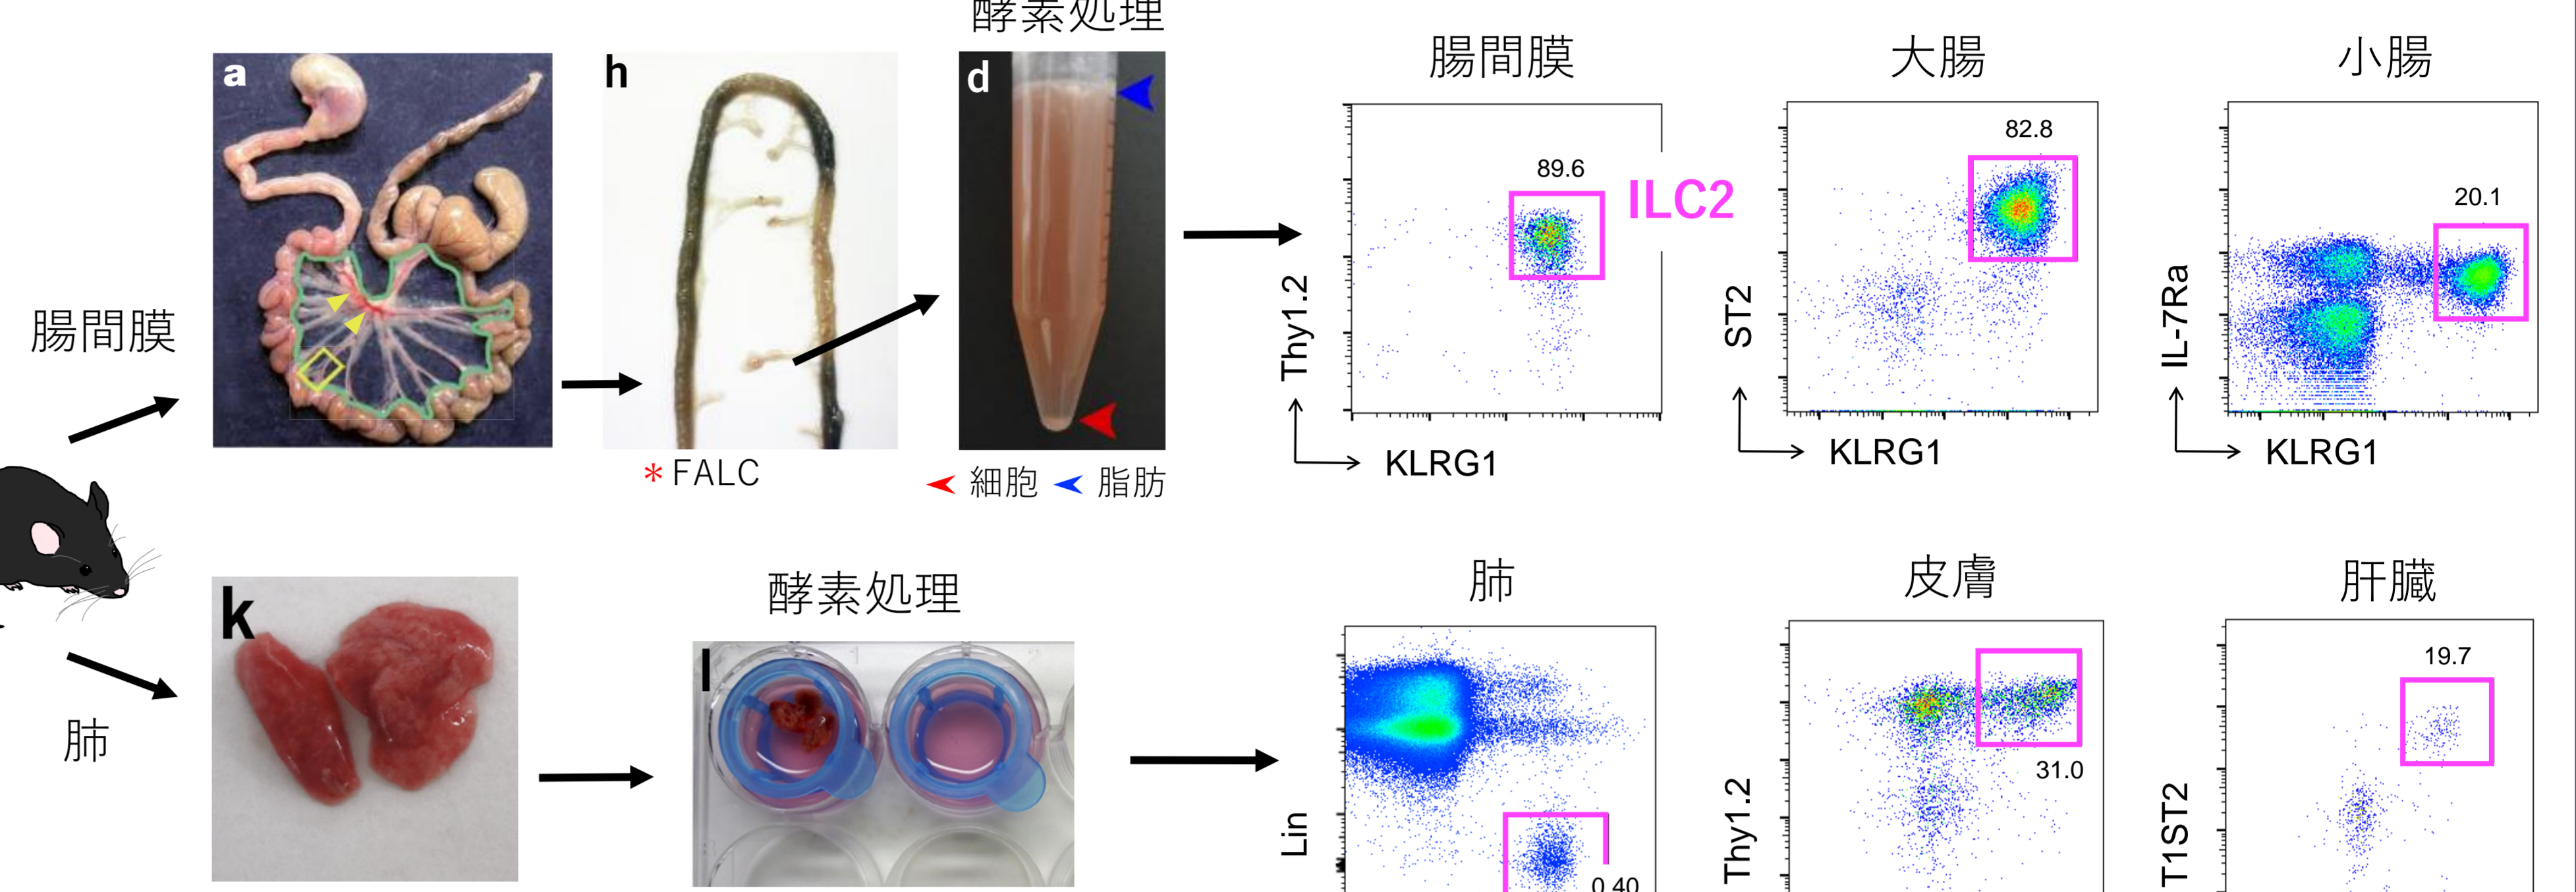 酵素処理
腸間膜
大腸
小腸
a
h
d
89.6
ILC2
82.8
20.1
腸間膜
Thy1.2
KLRG1
ST2
KLRG1
IL-7Ra
KLRG1
* FALC
細胞 脂肪
肺
k
酵素処理
l
肺
皮膚
肝臓
Lin
0.40
Thy1.2
31.0
T1ST2
19.7